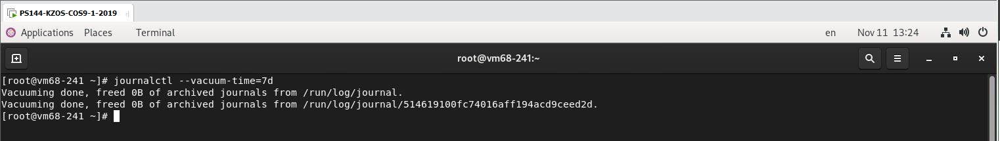 PS144-KZOS-COS9-1-2019
Applications Places Terminal en Nov 11 13:24
root@vm68-241:~
[root@vm68-241 ~]# journalctl --vacuum-time=7d
Vacuuming done, freed 0B of archived journals from /run/log/journal.
Vacuuming done, freed 0B of archived journals from /run/log/journal/514619100fc74016aff194acd9ceed2d.
[root@vm68-241 ~]#